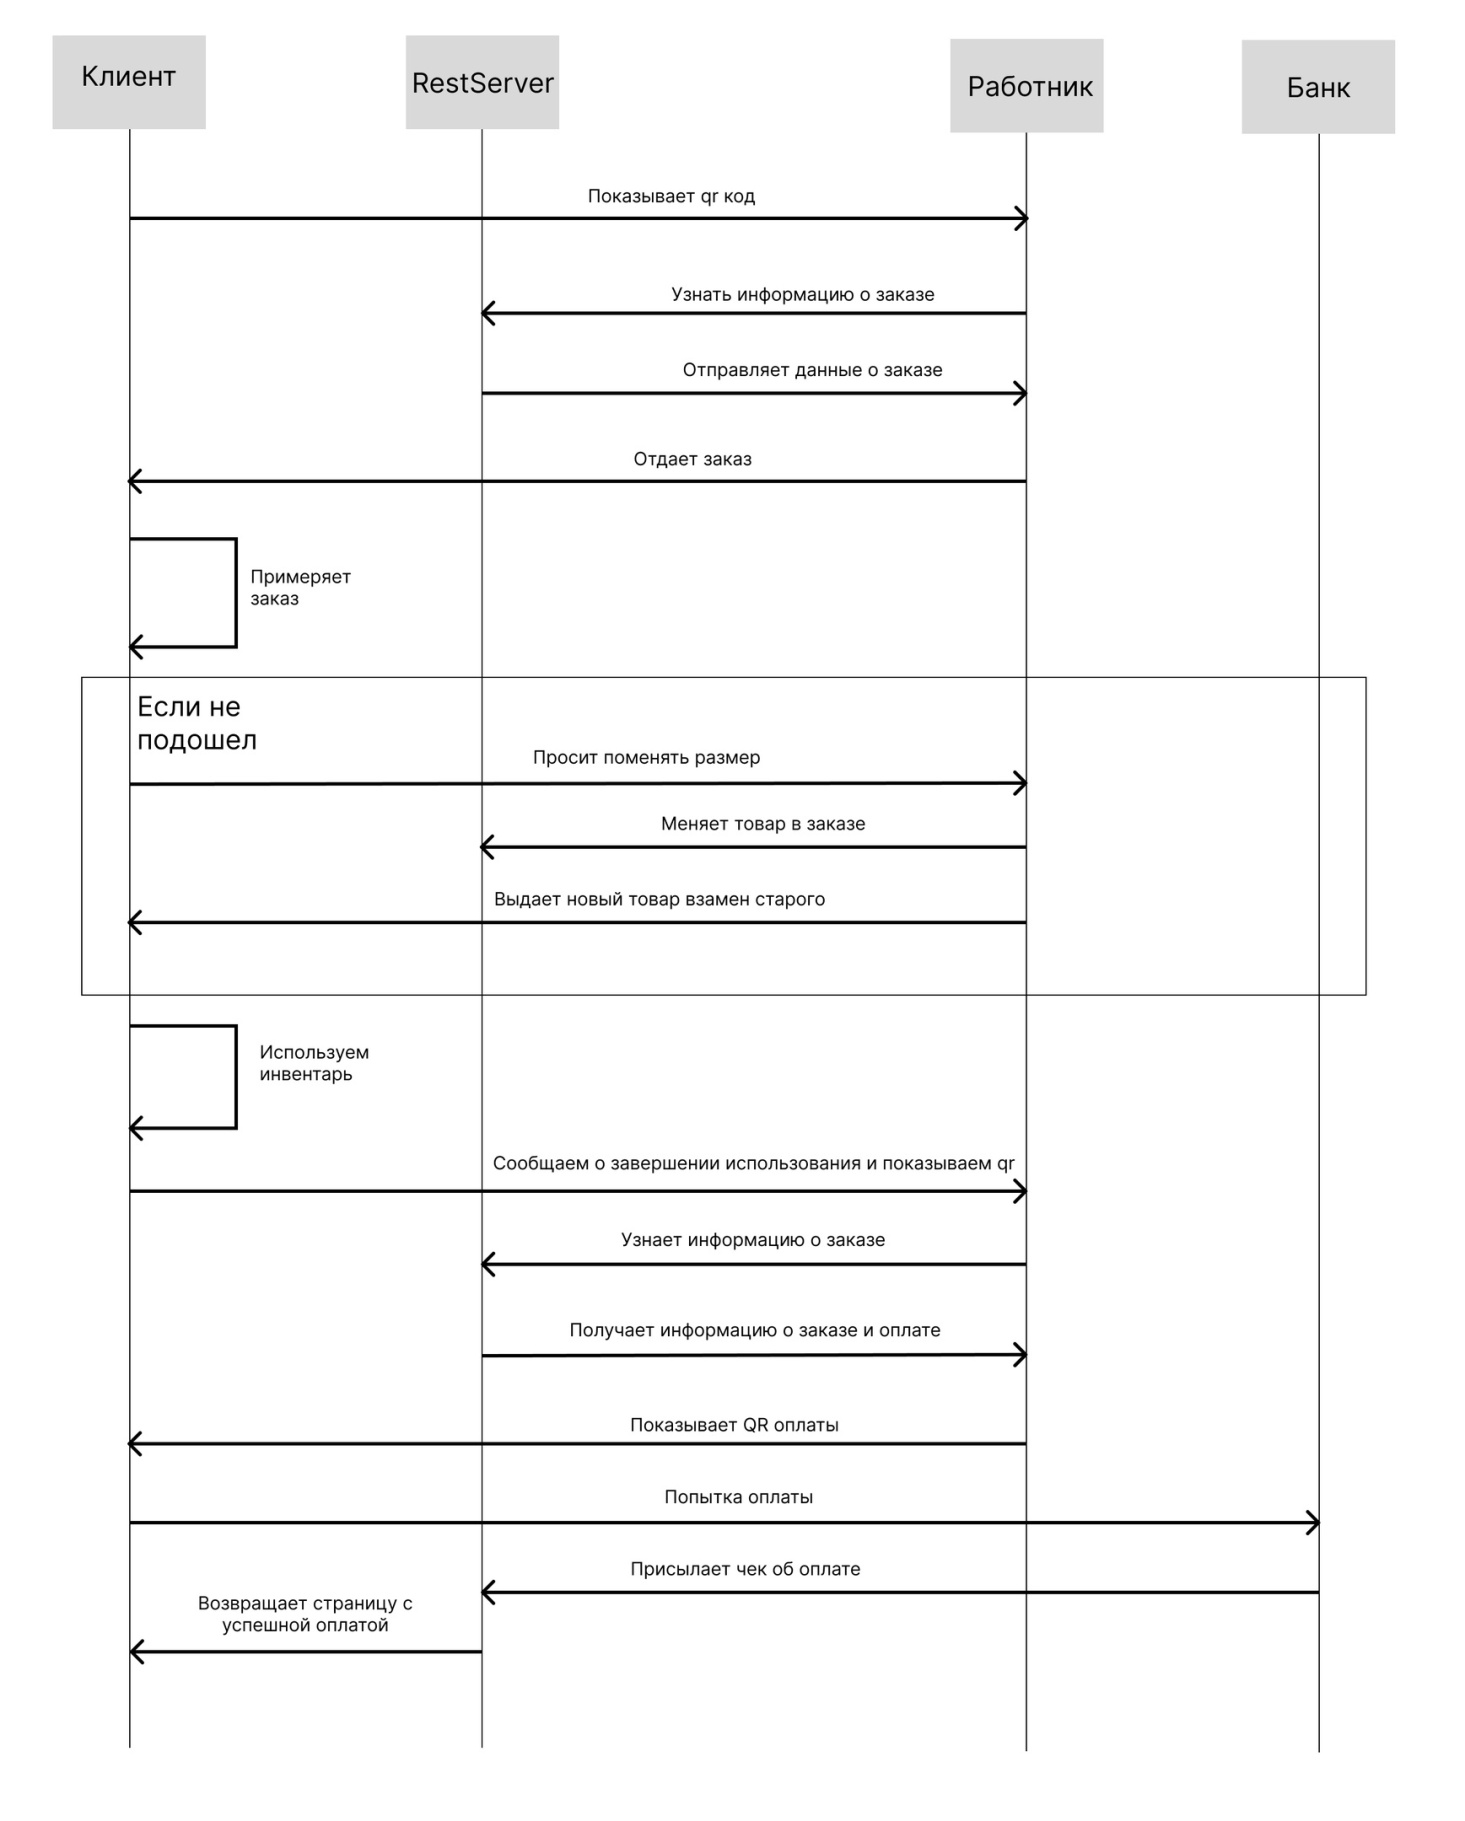 Клиент
RestServer
Работник
Банк
Показывает qr код
Узнать информацию о заказе
Отправляет данные о заказе
Отдает заказ
Примеряет
заказ
Если не
подошел
Просит поменять размер
Меняет товар в заказе
Выдает новый товар взамен старого
Используем
инвентарь
Сообщаем о завершении использования и показываем qr
Узнает информацию о заказе
Получает информацию о заказе и оплате
Показывает QR оплаты
Попытка оплаты
Присылает чек об оплате
Возвращает страницу с
успешной оплатой